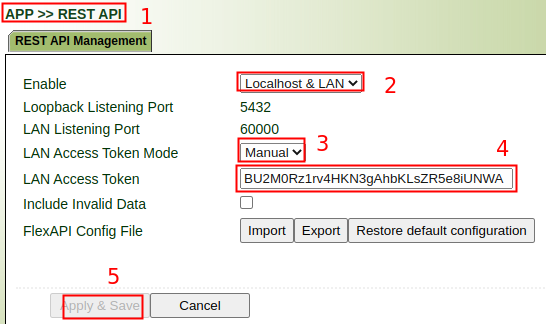 APP >> REST API 1
REST API Management
Enable Localhost & LAN 2
Loopback Listening Port 5432
LAN Listening Port 60000
LAN Access Token Mode Manual 3
LAN Access Token BU2M0Rz1rv4HKN3gAhbKLsZR5e8iUNWA 4
Include Invalid Data
FlexAPI Config File Import Export Restore default configuration
5
Apply & Save Cancel